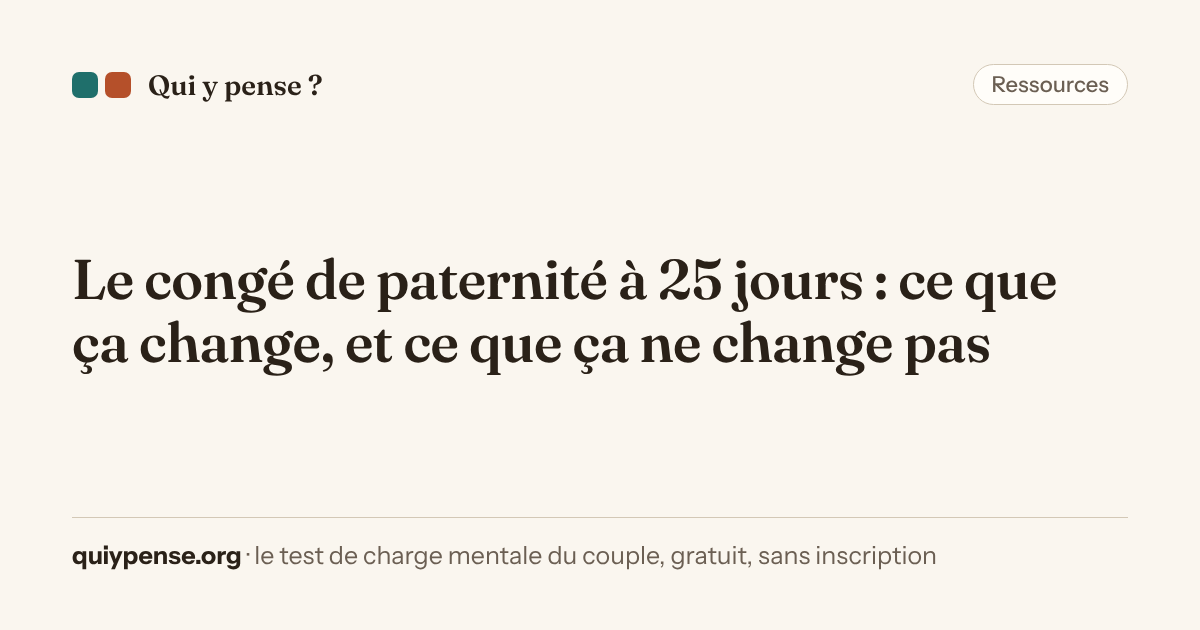 Qui y pense ?
Ressources
Le congé de paternité à 25 jours : ce que
ça change, et ce que ça ne change pas
quiypense.org · le test de charge mentale du couple, gratuit, sans inscription